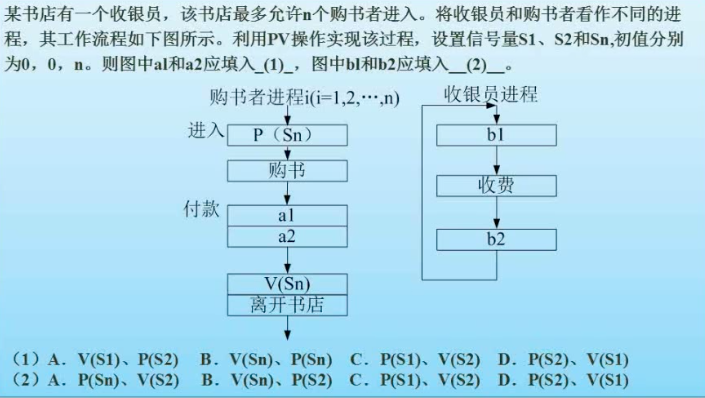 某书店有一个收银员，该书店最多允许n个购书者进入。将收银员和购书者看作不同的进
程，其工作流程如下图所示。利用PV操作实现该过程，设置信号量S1、S2和Sn,初值分别
为0，0，n。则图中al和a2应填入_(1)_，图中bl和b2应填入__(2)__。
购书者进程i(i=1,2,…,n)
收银员进程
进入
P（Sn）
b1
购书
收费
付款
a1
a2
b2
V(Sn)
离开书店
（1）A．V(S1)、P(S2) B．V(Sn)、P(Sn) C．P(S1)、V(S2) D．P(S2)、V(S1)
（2）A．P(Sn)、V(S2) B．V(Sn)、P(S2) C．P(S1)、V(S2) D．P(S2)、V(S1)